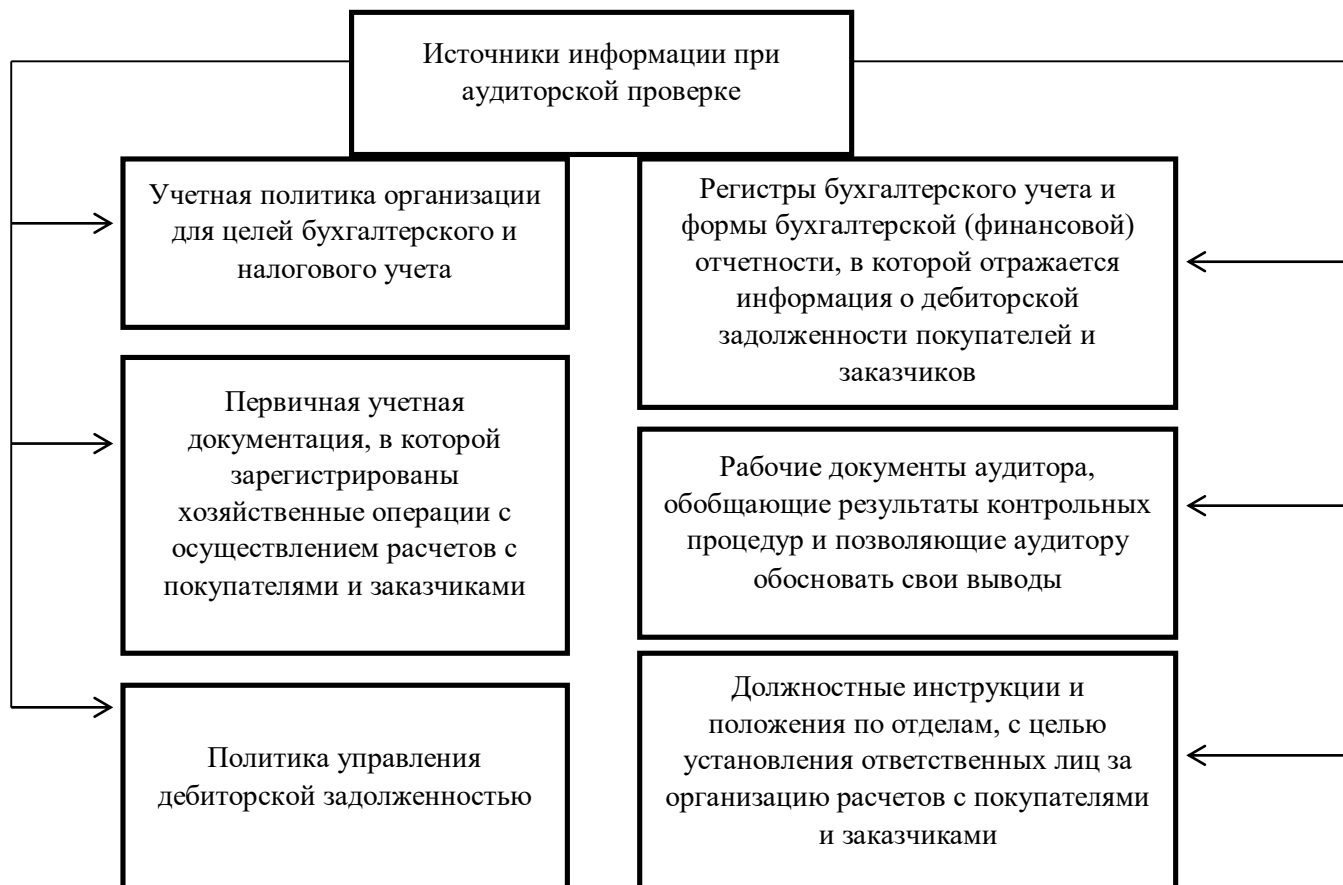 Источники информации при
аудиторской проверке
Учетная политика организации
для целей бухгалтерского и
налогового учета
Первичная учетная
документация, в которой
зарегистрированы
хозяйственные операции с
осуществлением расчетов с
покупателями и заказчиками
Политика управления
дебиторской задолженностью
Регистры бухгалтерского учета и
формы бухгалтерской (финансовой)
отчетности, в которой отражается
информация о дебиторской
задолженности покупателей и
заказчиков
Рабочие документы аудитора,
обобщающие результаты контрольных
процедур и позволяющие аудитору
обосновать свои выводы
Должностные инструкции и
положения по отделам, с целью
установления ответственных лиц за
организацию расчетов с покупателями
и заказчиками